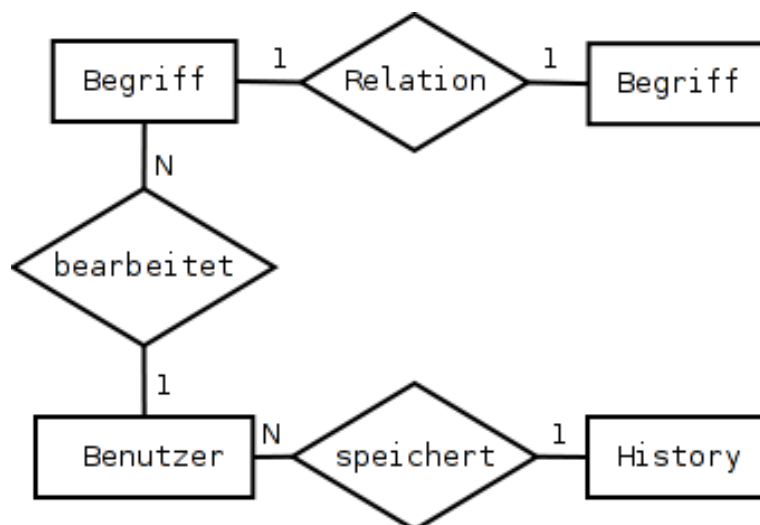 Begriff
1
Relation
1
Begriff
N
bearbeitet
1
Benutzer
N
speichert
1
History